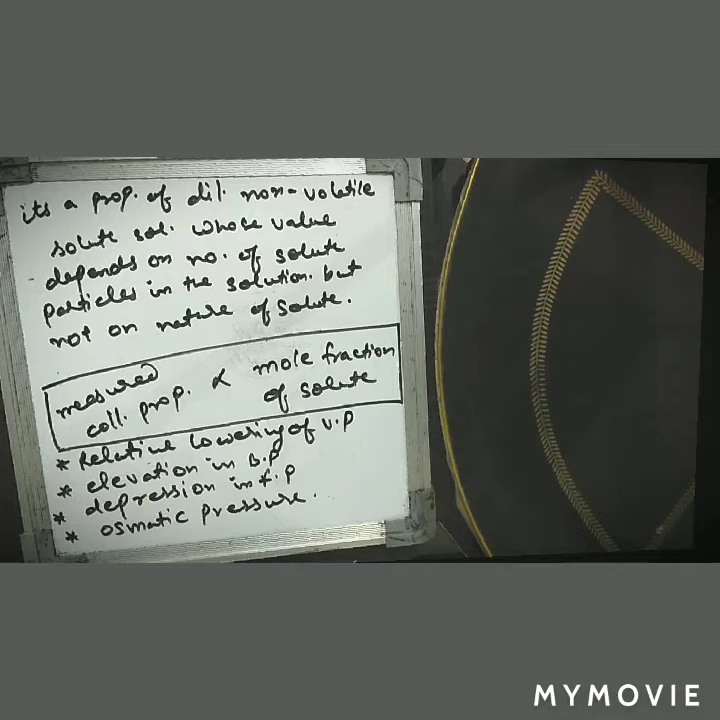 its a prop. of dil. non-volatile
solute sol. whose value
depends on no. of solute
particles in the solution. but
not on nature of solute.
measured
coll. prop. ∝ mole fraction
of solute
* Relative Lowering of V.P
* elevation in B.P
* depression in f.p
* osmatic pressure.
MYMOVIE